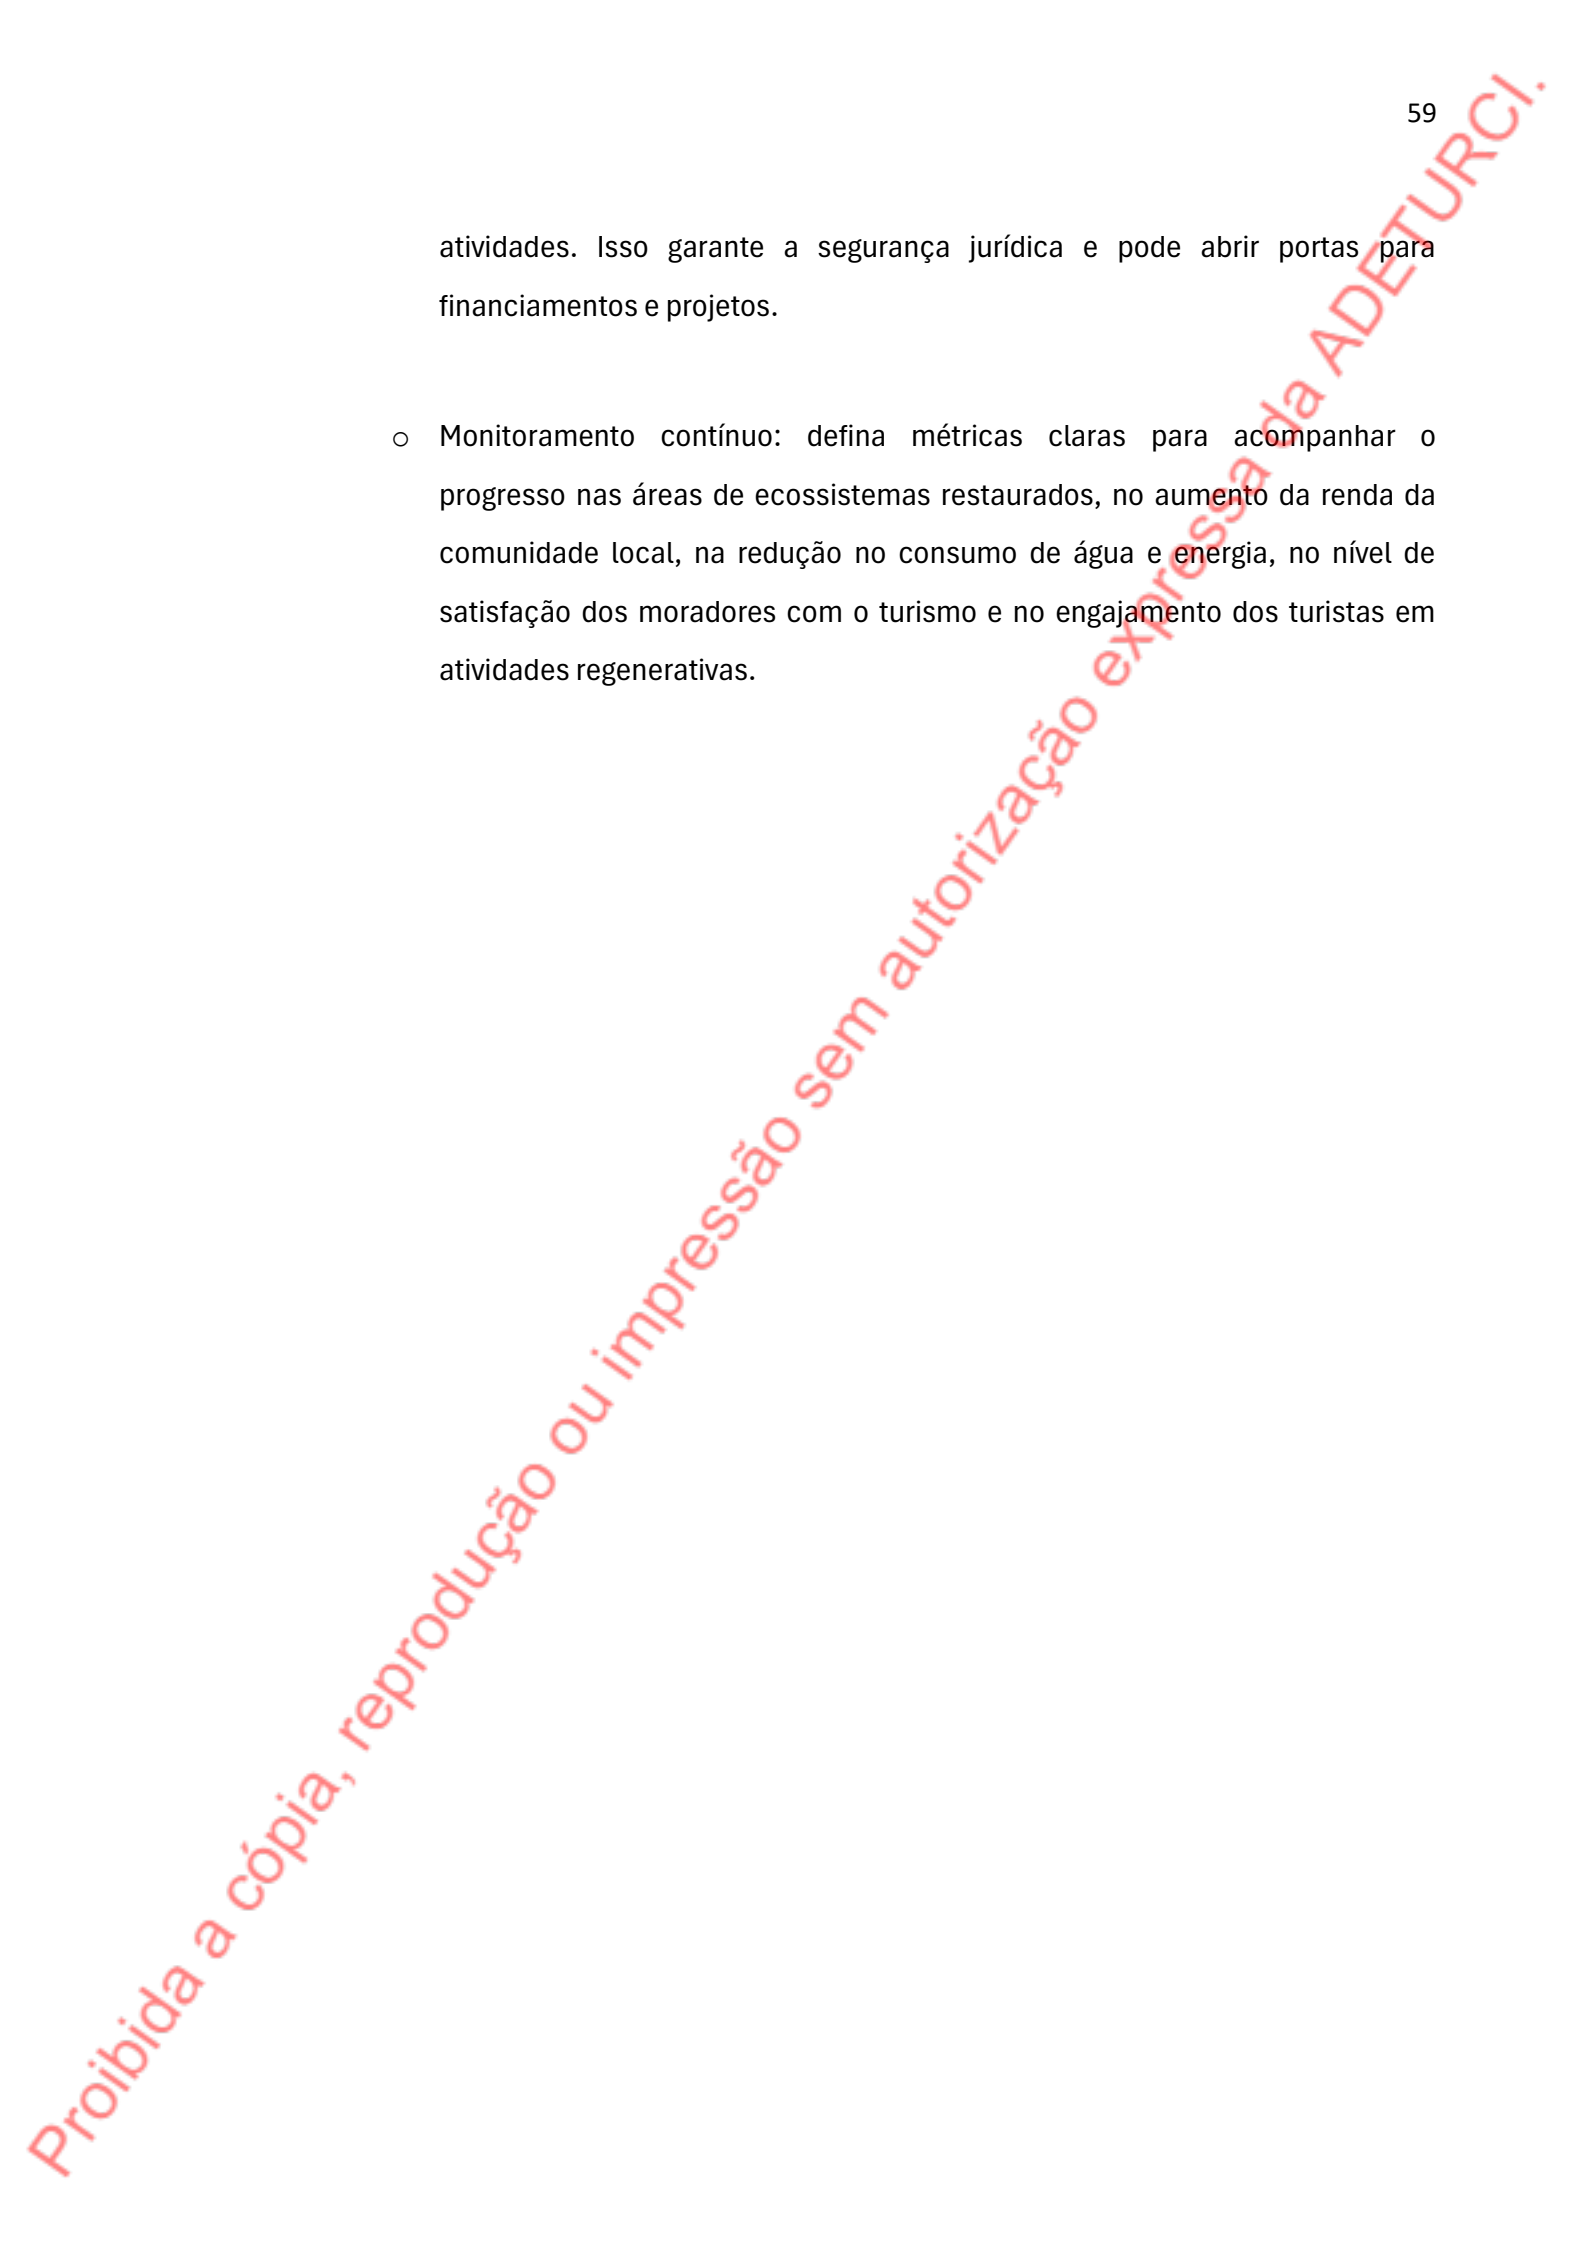 59
atividades. Isso garante a segurança jurídica e pode abrir portas para
financiamentos e projetos.
o Monitoramento contínuo: defina métricas claras para acompanhar o
progresso nas áreas de ecossistemas restaurados, no aumento da renda da
comunidade local, na redução no consumo de água e energia, no nível de
satisfação dos moradores com o turismo e no engajamento dos turistas em
atividades regenerativas.
Proibida a cópia, reprodução ou impressão sem autorização expressa da ADETURCI.